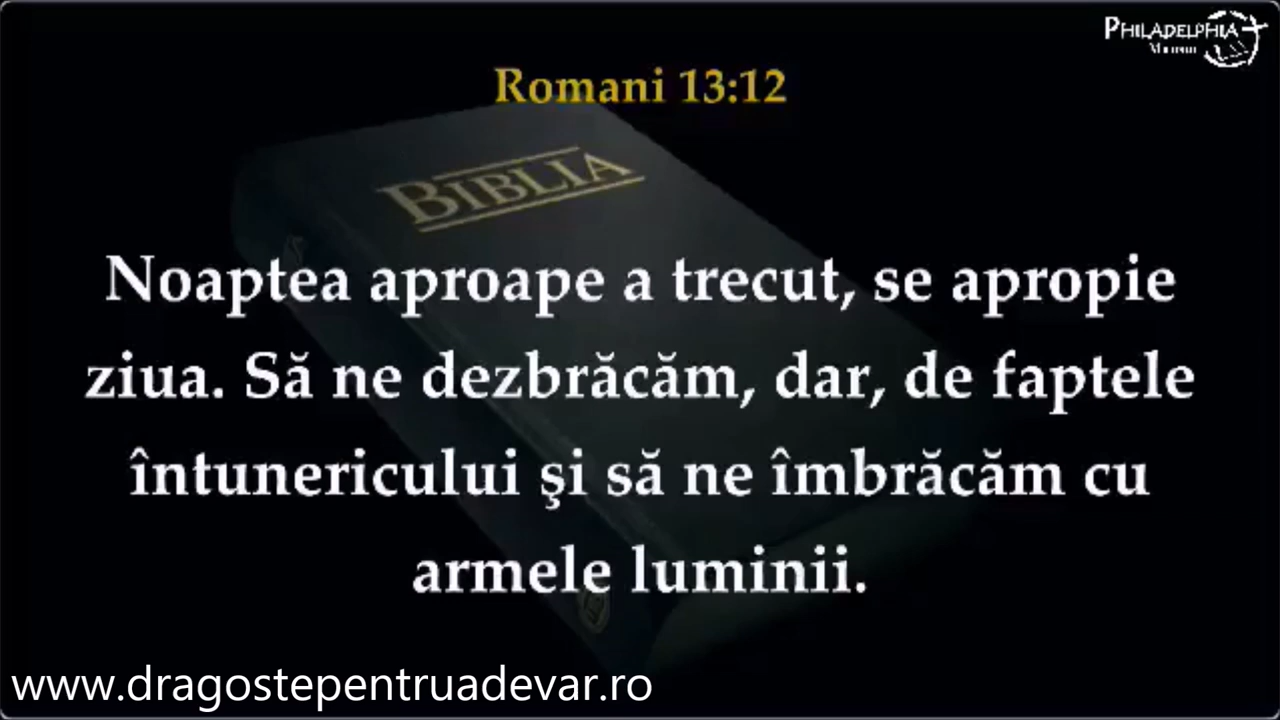 PHILADELPHIA
Romani 13:12
BIBLIA
Noaptea aproape a trecut, se apropie
ziua. Să ne dezbrăcăm, dar, de faptele
întunericului şi să ne îmbrăcăm cu
armele luminii.
www.dragostepentruadevar.ro